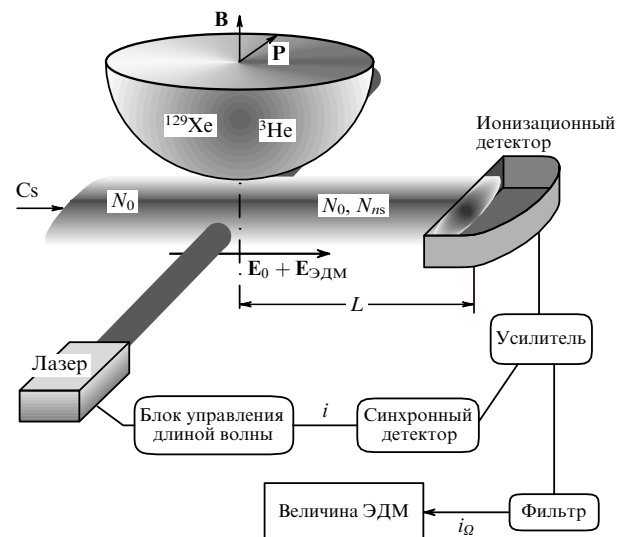 B
P
¹²⁹Xe
³He
Ионизационный
детектор
Cs
N₀
N₀, Nₙₛ
E₀ + E_ЭДМ
L
Усилитель
Лазер
Блок управления
длиной волны
i
Синхронный
детектор
Величина ЭДМ
i_Ω
Фильтр